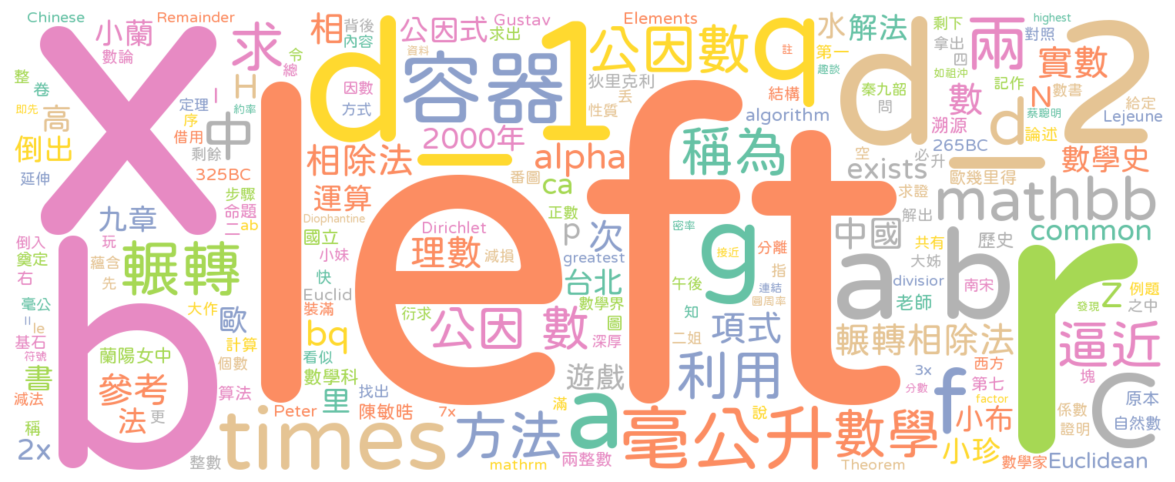 Chinese
Remainder
小蘭
數論
求
相
背後
內容
公因式
Gustav
求出
Elements
公因數
q
水
解法
兩
剩下
拿出
四
對照
highest
2
實數
X
left
d
容器
1
資料
狄里克利
丟
性質
註
趣談
第一
結構
秦九韶
問
d
如祖沖
記作
數
N
數書
蔡聰明
給定
Lejeune
整
卷
令
總
因數
方式
H
定理
I
序
約率
借用
剩餘
中
即先
高
倒出
延伸
325BC
2000年
相除法
alpha
algorithm
稱為
溯源
265BC
論述
數學史
d
運算
番圖
ca
空
必
升
exists
歐幾里得
求證
mathbb
common
九章
步驟
命題
二
ab
Diophantine
Dirichlet
理數
減損
正數
p
次
greatest
密率
接近
g
分離
指
連結
圓周率
解出
中國
歷史
共有
大姊
a
b
南宋
divisior
老師
r
z
例題
之中
發現
倒入
奠定
右
玩
蘊含
先
輾轉
國立
小妹
快
Euclid
裝滿
台北
數學界
圖
深厚
午後
知
二姐
毫公
=
le
基石
符號
b
大作
歐
計算
個數
衍求
公因 數
項式
輾轉相除法
逼近
蘭陽女中
參考
法
更
bq
看似
數學科
里
找出
遊戲
利用
3x
分數
f
西方
第七
factor
塊
係數
證明
C
原本
自然數
書
減法
稱
2x
算法
Peter
陳敏晧
7x
滿
a
說
小布
小珍
整數
times
方法
mathrm
兩整數
毫公升
數學
Theorem
數學家
Euclidean